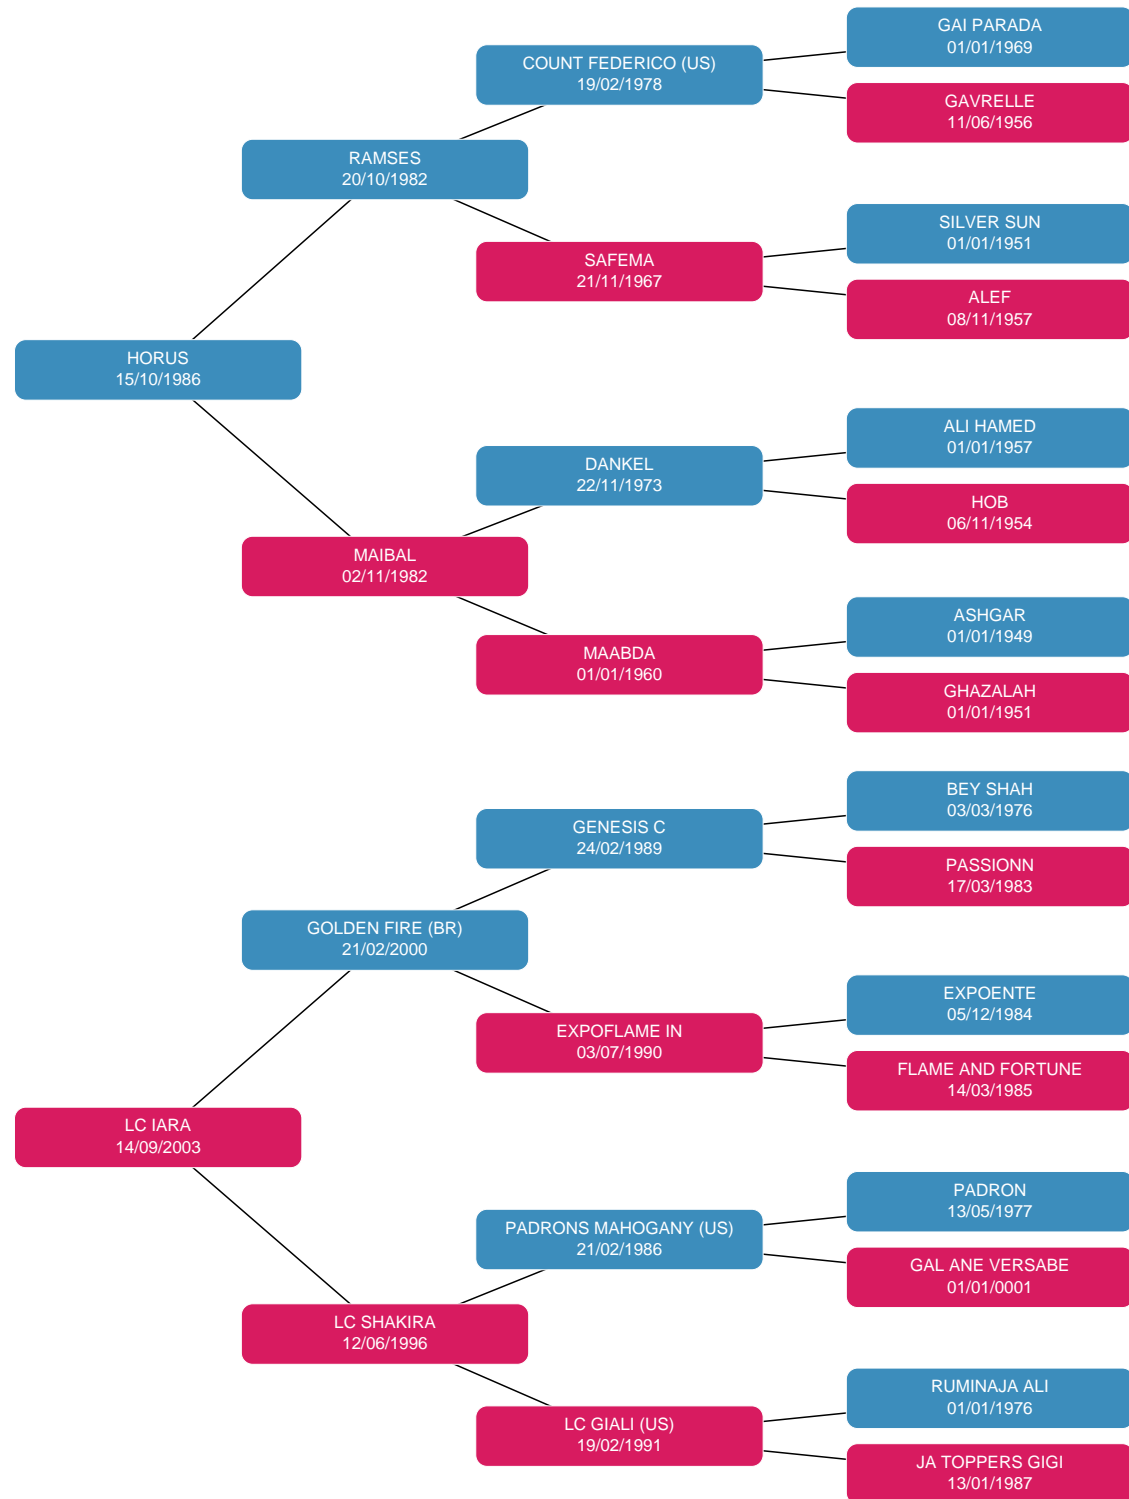 GAI PARADA
01/01/1969
COUNT FEDERICO (US)
19/02/1978
GAVRELLE
11/06/1956
RAMSES
20/10/1982
SILVER SUN
01/01/1951
SAFEMA
21/11/1967
ALEF
08/11/1957
HORUS
15/10/1986
ALI HAMED
01/01/1957
DANKEL
22/11/1973
HOB
06/11/1954
MAIBAL
02/11/1982
ASHGAR
01/01/1949
MAABDA
01/01/1960
GHAZALAH
01/01/1951
BEY SHAH
03/03/1976
GENESIS C
24/02/1989
PASSIONN
17/03/1983
GOLDEN FIRE (BR)
21/02/2000
EXPOENTE
05/12/1984
EXPOFLAME IN
03/07/1990
FLAME AND FORTUNE
14/03/1985
LC IARA
14/09/2003
PADRON
13/05/1977
PADRONS MAHOGANY (US)
21/02/1986
GAL ANE VERSABE
01/01/0001
LC SHAKIRA
12/06/1996
RUMINAJA ALI
01/01/1976
LC GIALI (US)
19/02/1991
JA TOPPERS GIGI
13/01/1987